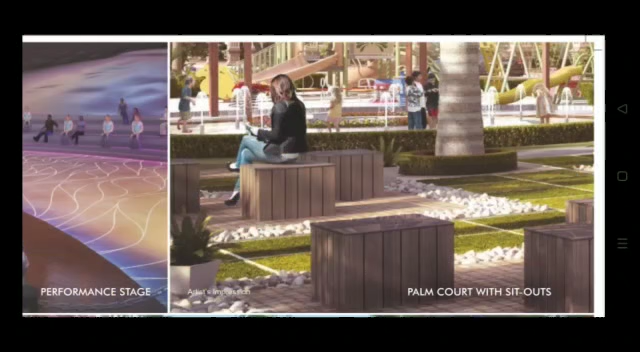 PERFORMANCE STAGE
Artist's Impression
PALM COURT WITH SIT-OUTS